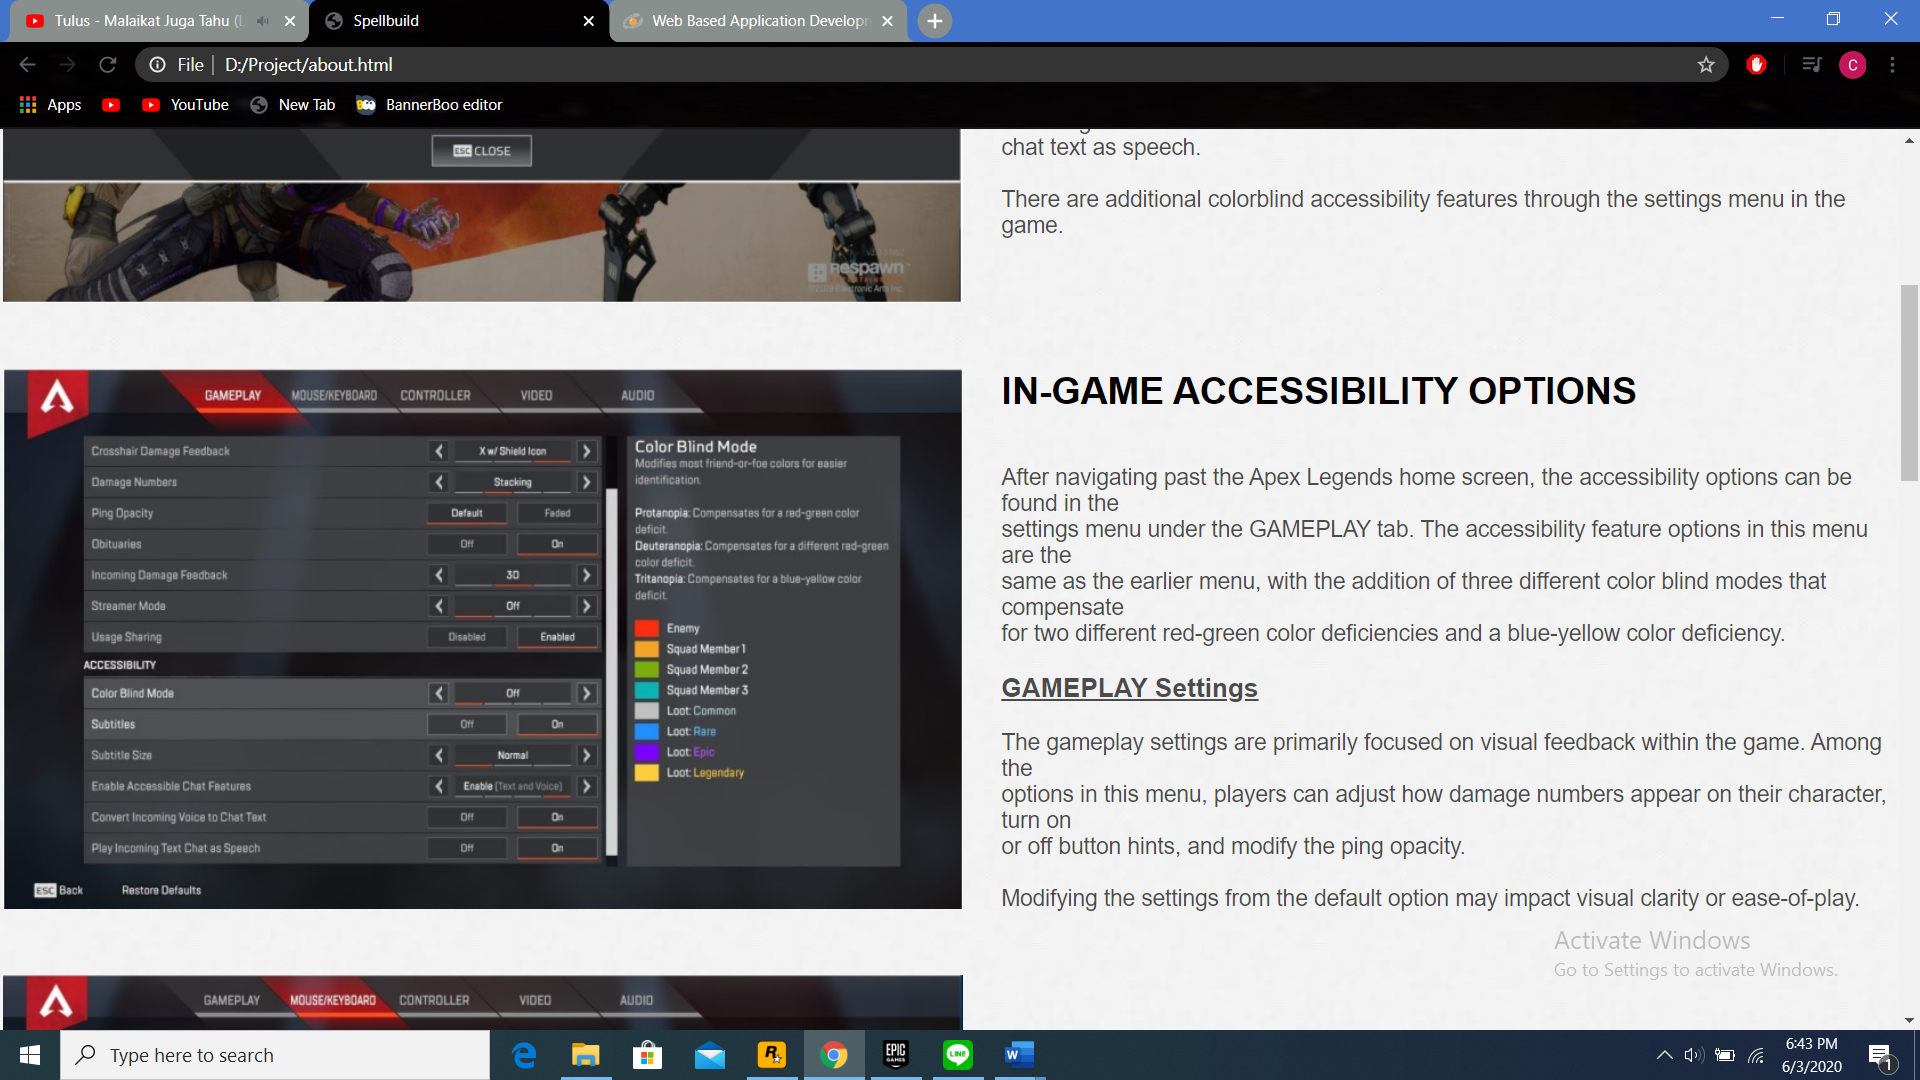 Tulus - Malaikat Juga Tahu (L
Spellbuild
Web Based Application Developm
File
D:/Project/about.html
C
Apps
YouTube
New Tab
BannerBoo editor
ESC CLOSE
Respawn
chat text as speech.
There are additional colorblind accessibility features through the settings menu in the
game.
GAMEPLAY
MOUSE/KEYBOARD
CONTROLLER
VIDEO
AUDIO
Crosshair Damage Feedback
X w/ Shield Icon
Damage Numbers
Stacking
Ping Opacity
Default
Faded
Obituaries
Off
On
Incoming Damage Feedback
3D
Streamer Mode
Off
Usage Sharing
Disabled
Enabled
ACCESSIBILITY
Color Blind Mode
Off
Subtitles
Off
On
Subtitle Size
Normal
Enable Accessible Chat Features
Enable [Text and Voice]
Convert Incoming Voice to Chat Text
Off
On
Play Incoming Text Chat as Speech
Off
On
ESC Back
Restore Defaults
Color Blind Mode
Modifies most friend-or-foe colors for easier
identification.
Protanopia: Compensates for a red-green color
deficit.
Deuteranopia: Compensates for a different red-green
color deficit.
Tritanopia: Compensates for a blue-yellow color
deficit.
Enemy
Squad Member 1
Squad Member 2
Squad Member 3
Loot: Common
Loot: Rare
Loot: Epic
Loot: Legendary
IN-GAME ACCESSIBILITY OPTIONS
After navigating past the Apex Legends home screen, the accessibility options can be
found in the
settings menu under the GAMEPLAY tab. The accessibility feature options in this menu
are the
same as the earlier menu, with the addition of three different color blind modes that
compensate
for two different red-green color deficiencies and a blue-yellow color deficiency.
GAMEPLAY Settings
The gameplay settings are primarily focused on visual feedback within the game. Among
the
options in this menu, players can adjust how damage numbers appear on their character,
turn on
or off button hints, and modify the ping opacity.
Modifying the settings from the default option may impact visual clarity or ease-of-play.
Activate Windows
Go to Settings to activate Windows.
GAMEPLAY
MOUSE/KEYBOARD
CONTROLLER
VIDEO
AUDIO
Type here to search
EPIC
GAMES
LINE
6:43 PM
6/3/2020
1